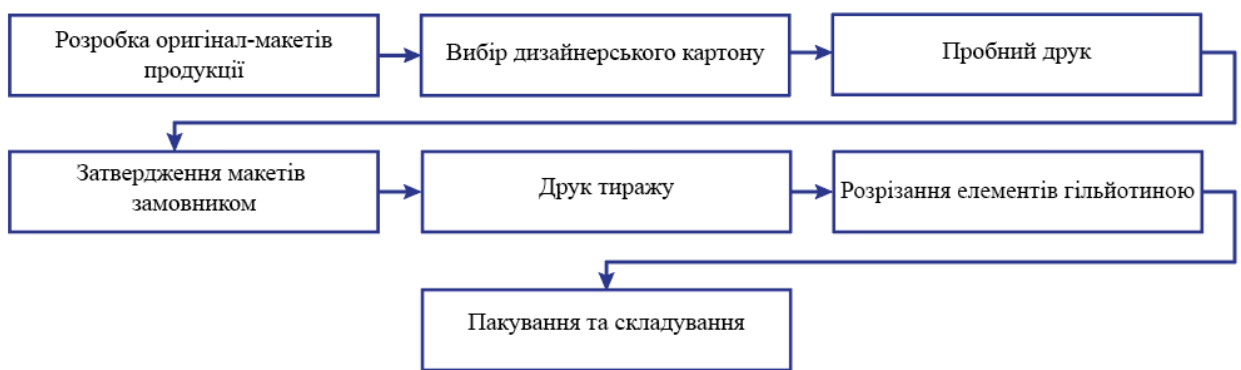 Розробка оригінал-макетів
продукції
Вибір дизайнерського картону
Пробний друк
Затвердження макетів
замовником
Друк тиражу
Розрізання елементів гільйотиною
Пакування та складування